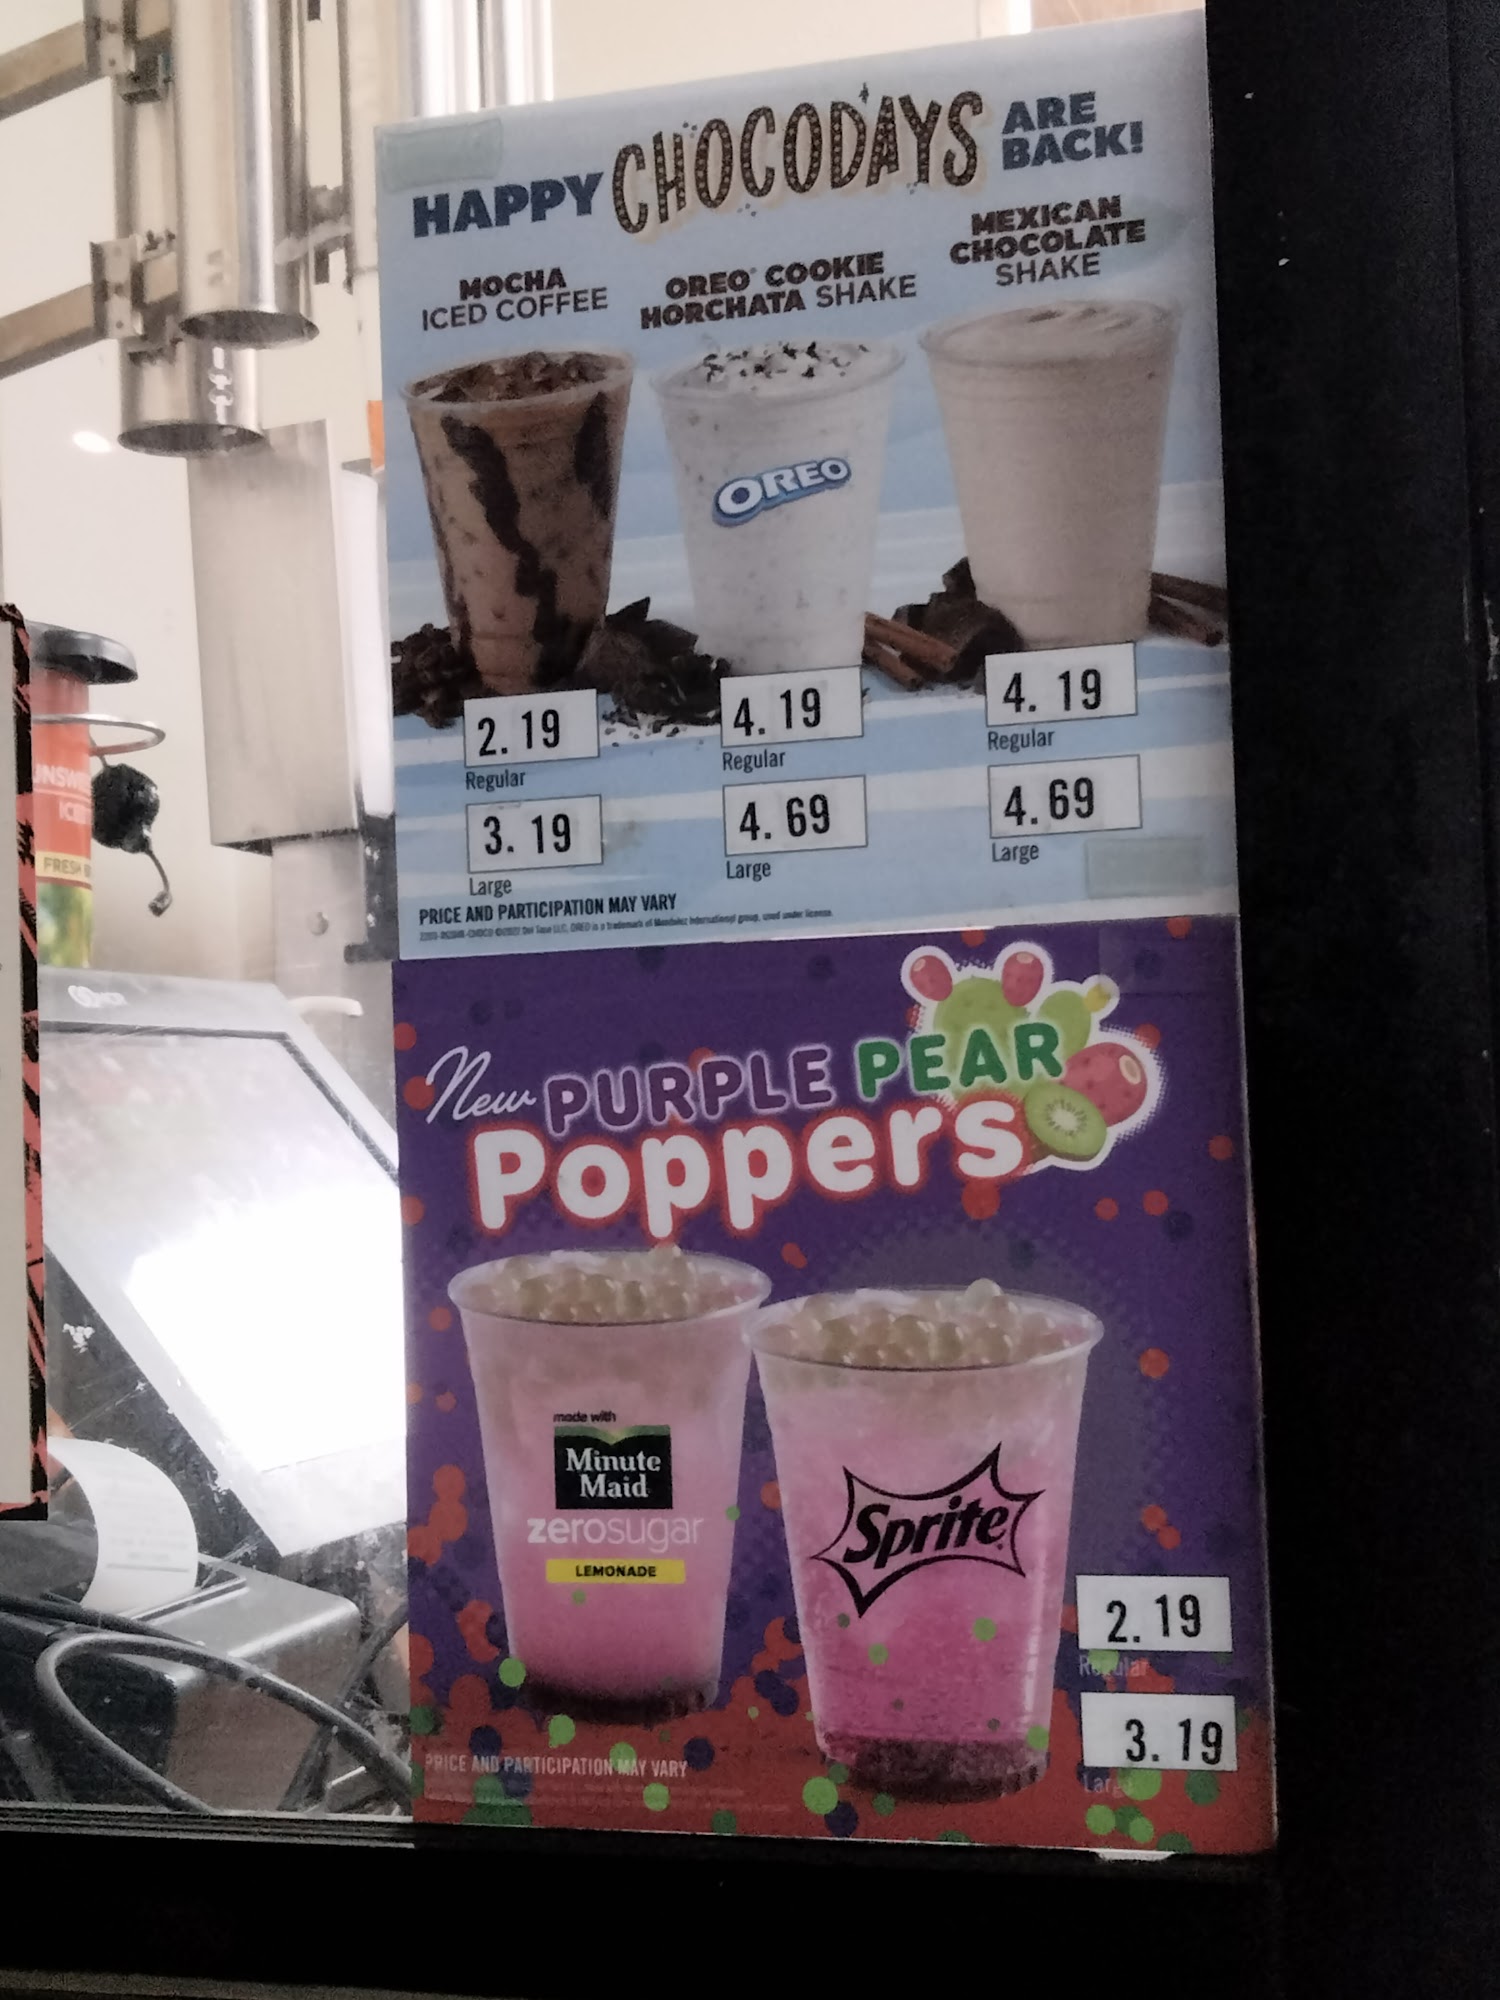 HAPPY CHOCODAYS ARE BACK!
MOCHA
ICED COFFEE
OREO® COOKIE
HORCHATA SHAKE
MEXICAN
CHOCOLATE
SHAKE
OREO
2.19
Regular
3.19
Large
4.19
Regular
4.69
Large
4.19
Regular
4.69
Large
PRICE AND PARTICIPATION MAY VARY
New PURPLE PEAR
Poppers
made with
Minute
Maid
zerosugar
LEMONADE
Sprite
2.19
Regular
3.19
Large
PRICE AND PARTICIPATION MAY VARY